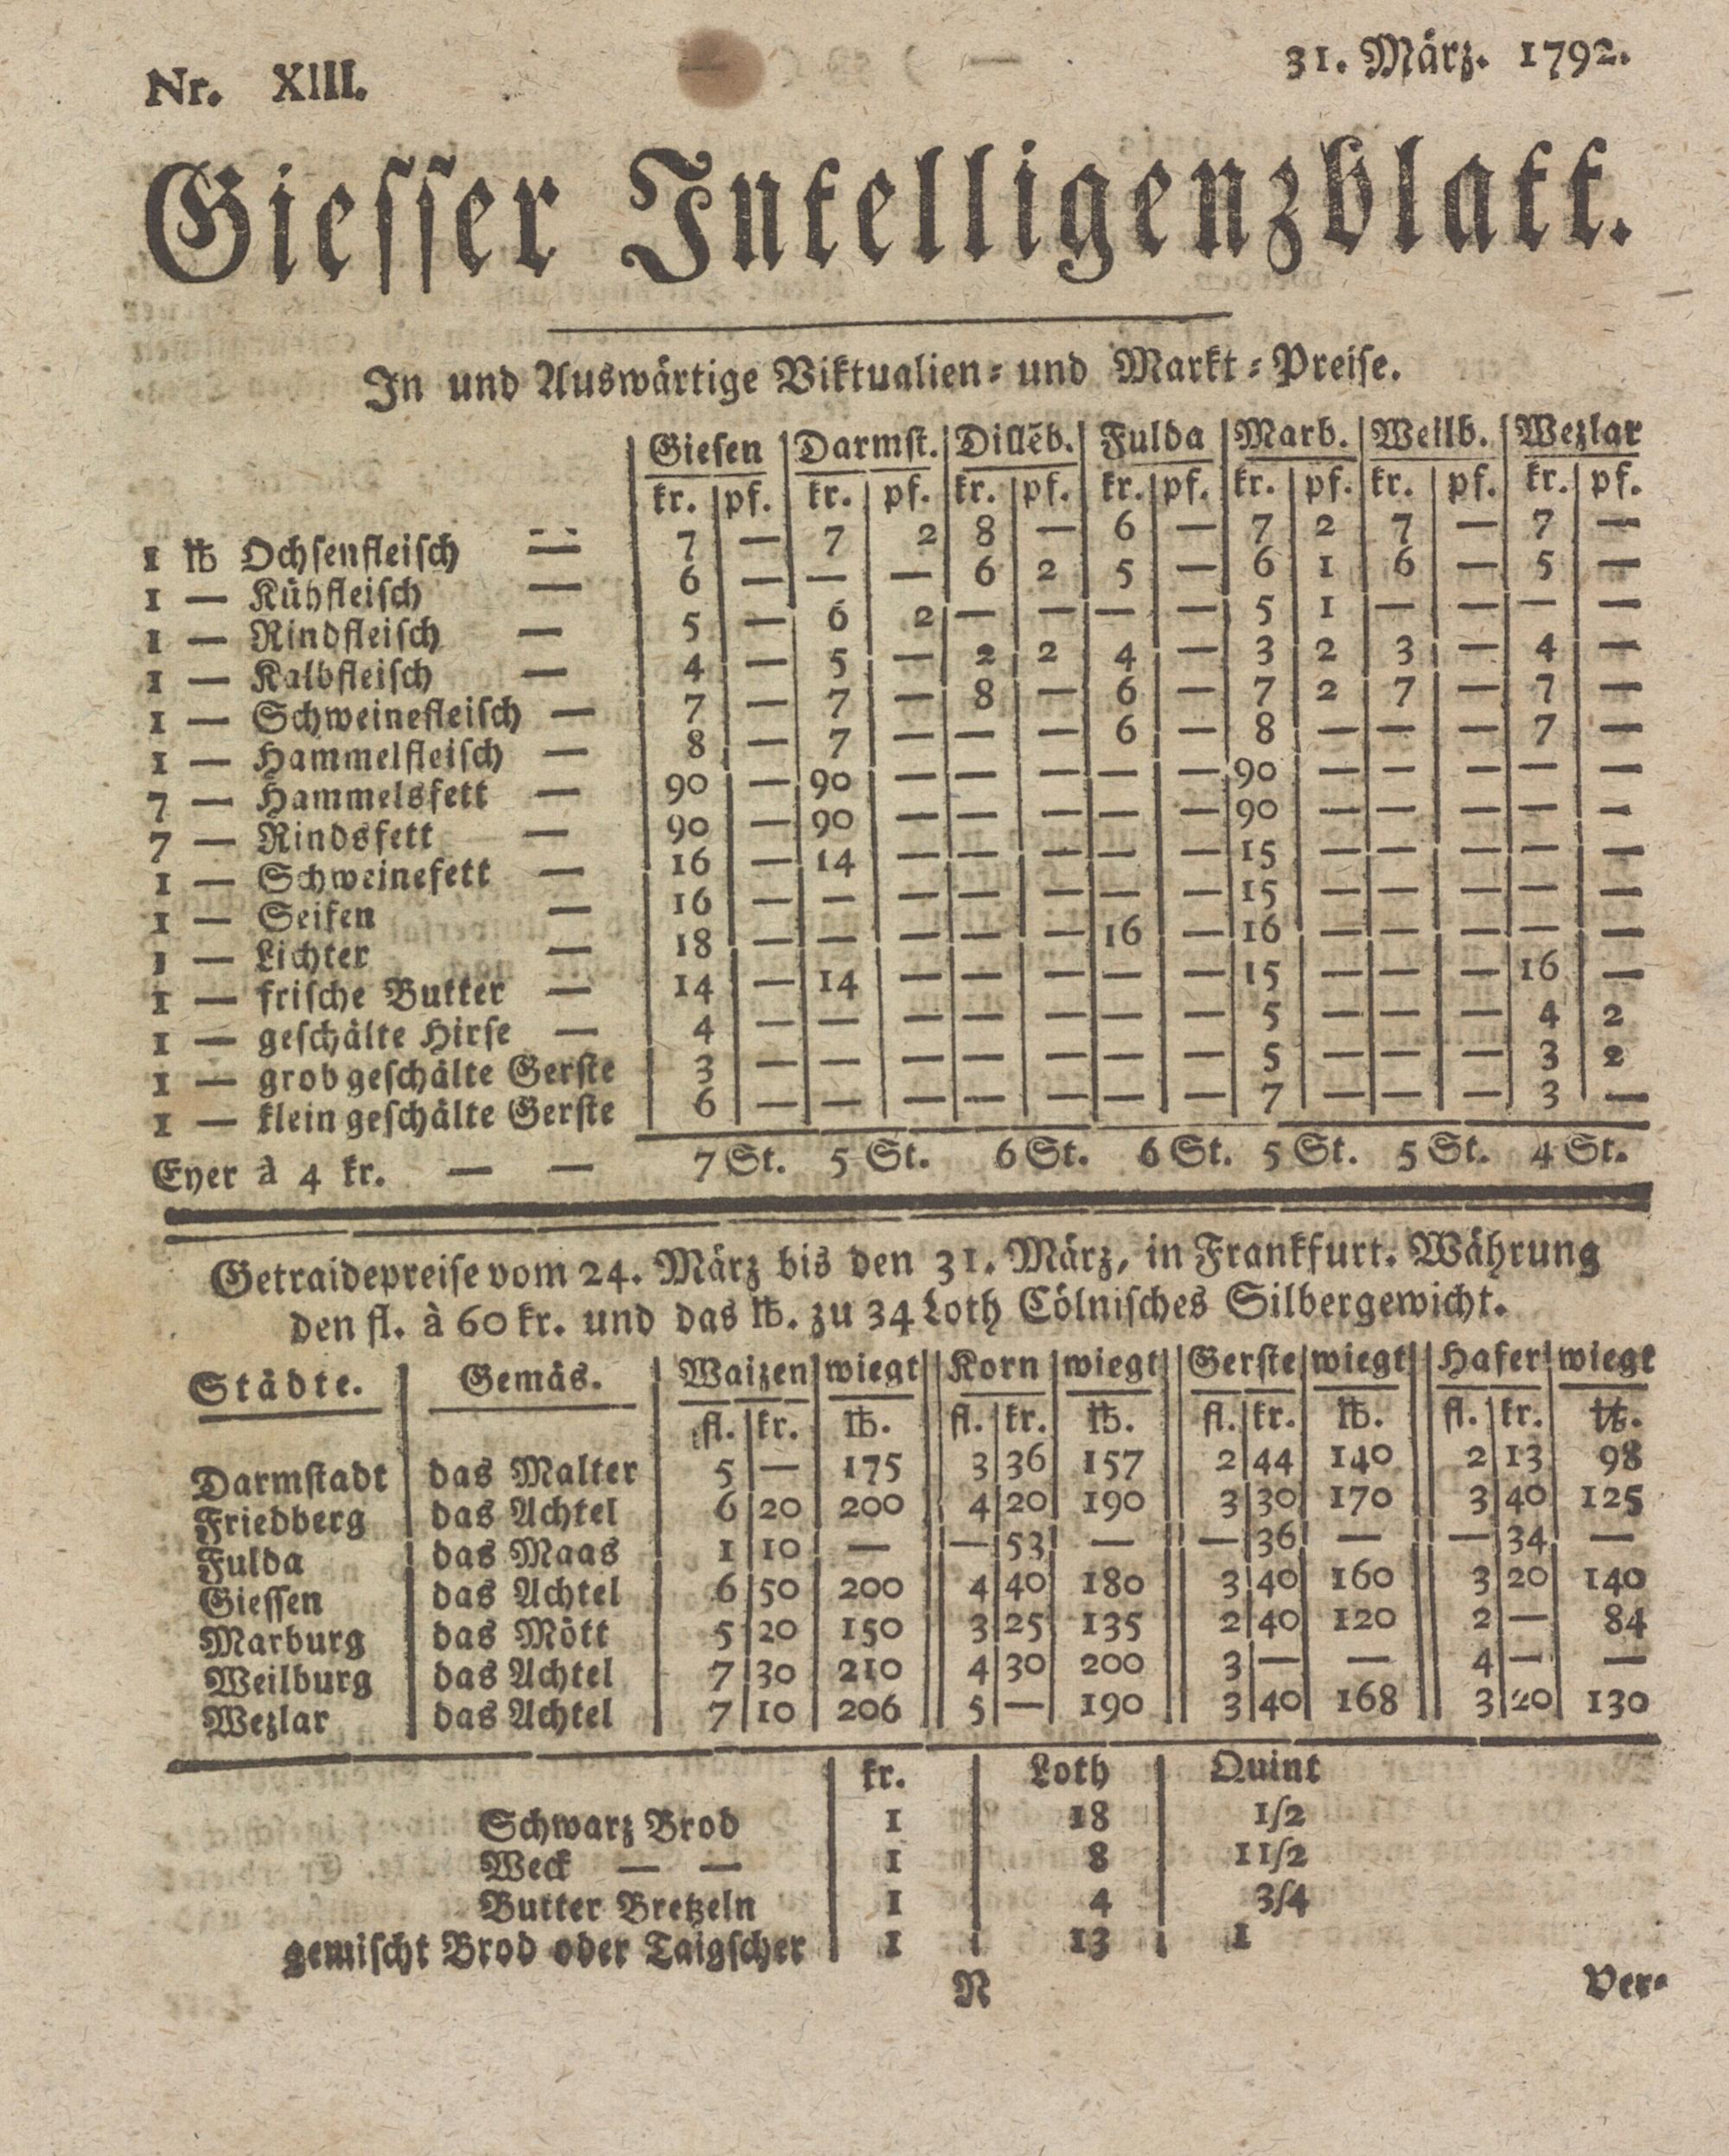 Nr. XIII. 31. März. 1792.
Giesser Intelligenzblatt.
In und Auswärtige Viktualien- und Markt-Preise.
Giesen Darmst. Dillēb. Fulda Marb. Weilb. Wezlar
kr. pf. kr. pf. kr. pf. kr. pf. kr. pf. kr. pf. kr. pf.
1 ℔ Ochsenfleisch — 7 — 7 2 8 — 6 — 7 2 7 — 7 —
1 — Kühfleisch — 6 — — — 6 2 5 — 6 1 6 — 5 —
1 — Rindfleisch — 5 — 6 2 — — — — 5 1 — — — —
1 — Kalbfleisch — 4 — 5 — 2 2 4 — 3 2 3 — 4 —
1 — Schweinefleisch — 7 — 7 — 8 — 6 — 7 2 7 — 7 —
1 — Hammelfleisch — 8 — 7 — — — 6 — 8 — — — 7 —
7 — Hammelsfett — 90 — 90 — — — — — 90 — — — — —
7 — Rindsfett — 90 — 90 — — — — — 90 — — — — —
1 — Schweinefett — 16 — 14 — — — — — 15 — — — — —
1 — Seifen — 16 — — — — — — — 15 — — — — —
1 — Lichter — 18 — — — — — 16 — 16 — — — — —
1 — frische Butter — 14 — 14 — — — — — 15 — — — 16 —
1 — geschälte Hirse — 4 — — — — — — — 5 — — — 4 2
1 — grob geschälte Gerste 3 — — — — — — — 5 — — — 3 2
1 — klein geschälte Gerste 6 — — — — — — — 7 — — — 3 —
Eyer à 4 kr. — — 7 St. 5 St. 6 St. 6 St. 5 St. 5 St. 4 St.
Getraidepreise vom 24. März bis den 31. März, in Frankfurt. Währung
den fl. à 60 kr. und das ℔. zu 34 Loth Cölnisches Silbergewicht.
Städte. Gemäs. Waizen wiegt Korn wiegt Gerste wiegt Hafer wiegt
fl. kr. ℔. fl. kr. ℔. fl. kr. ℔. fl. kr. ℔.
Darmstadt das Malter 5 — 175 3 36 157 2 44 140 2 13 98
Friedberg das Achtel 6 20 200 4 20 190 3 30 170 3 40 125
Fulda das Maas 1 10 — — 53 — — 36 — — 34 —
Giessen das Achtel 6 50 200 4 40 180 3 40 160 3 20 140
Marburg das Mött 5 20 150 3 25 135 2 40 120 2 — 84
Weilburg das Achtel 7 30 210 4 30 200 3 — — 4 — —
Wezlar das Achtel 7 10 206 5 — 190 3 40 168 3 20 130
kr. Loth Quint
Schwarz Brod 1 18 1/2
Weck — — 1 8 1 1/2
Butter Bretzeln 1 4 3/4
gemischt Brod oder Taigscher 1 13 1
N Ver-